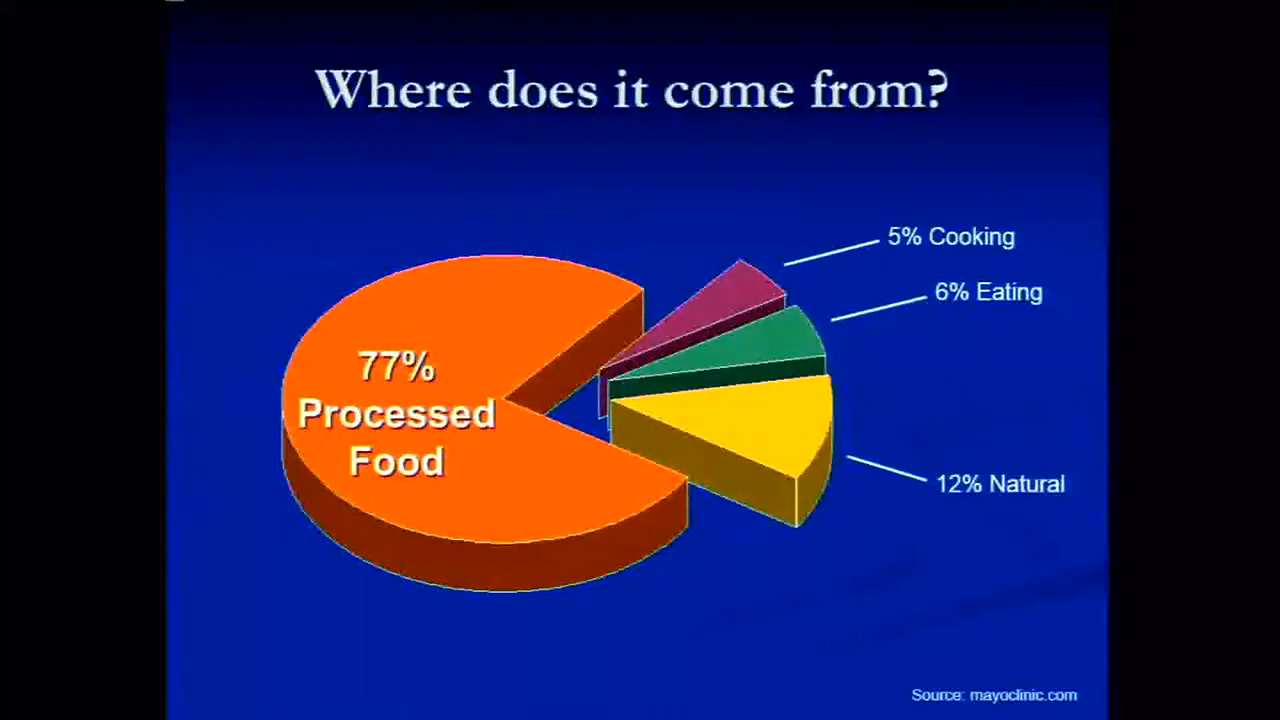 Where does it come from?
5% Cooking
6% Eating
77%
Processed
Food
12% Natural
Source: mayoclinic.com